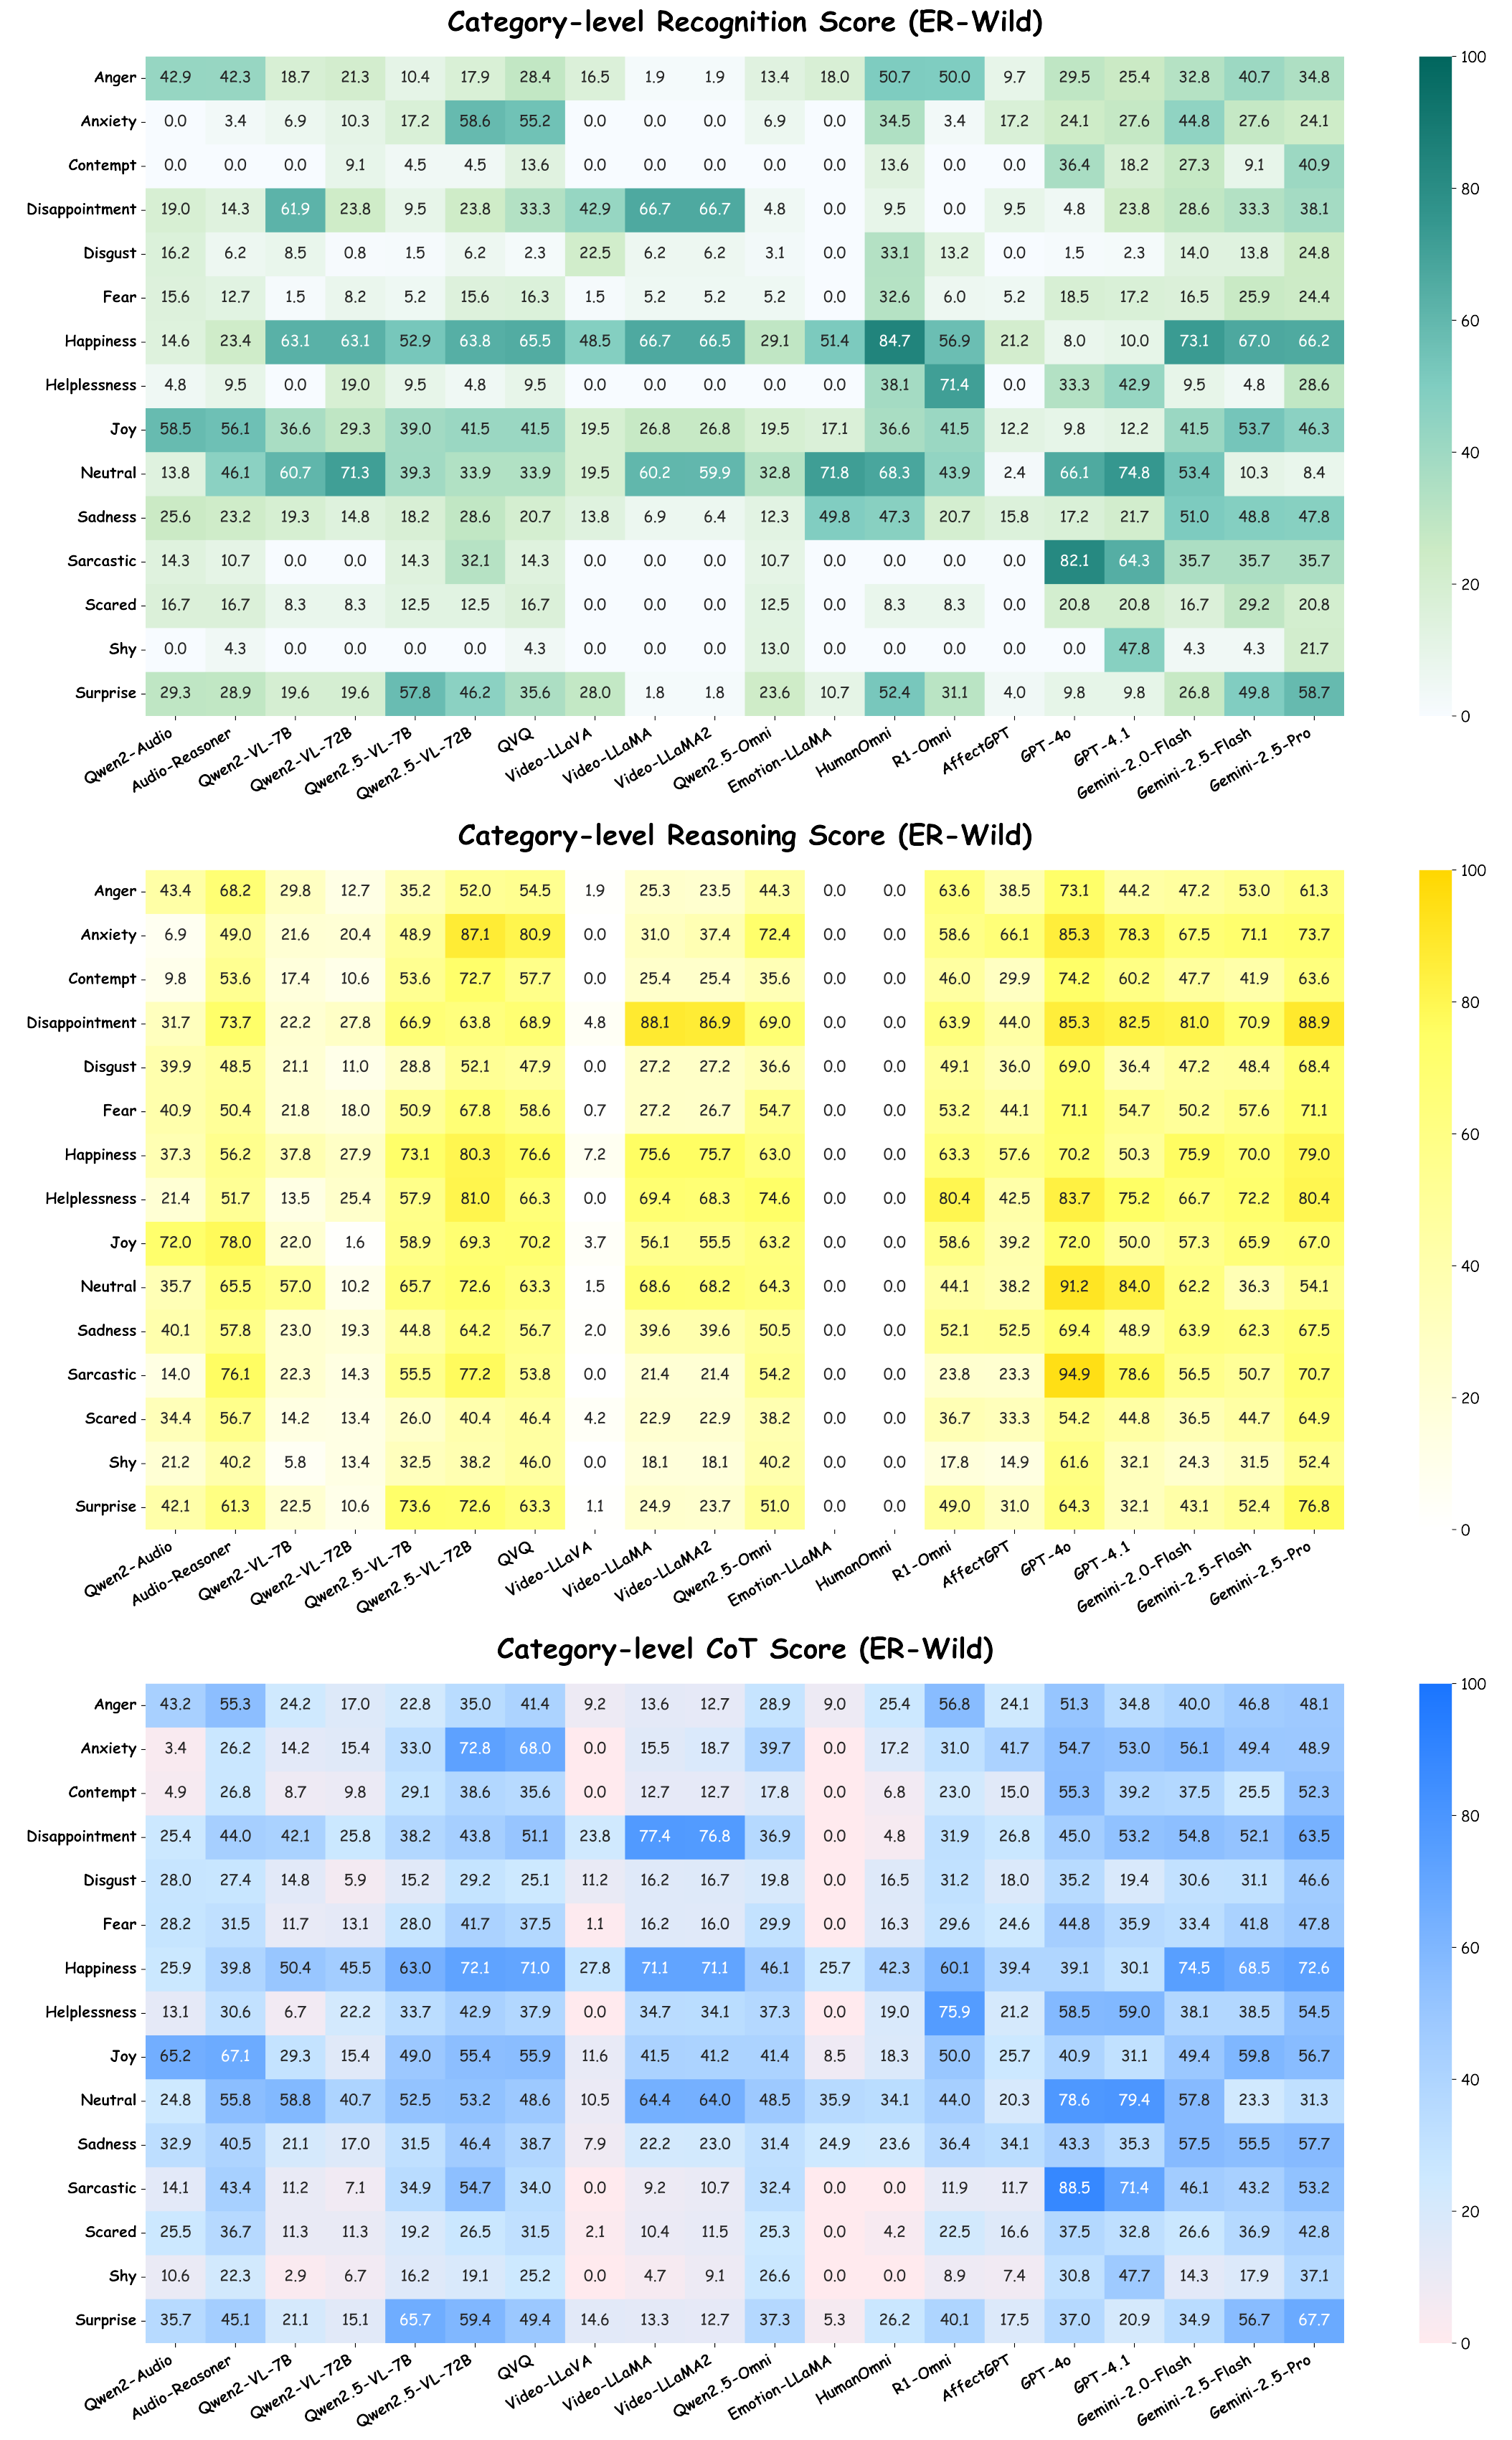 Category-level Recognition Score (ER-Wild)
Anger 42.9 42.3 18.7 21.3 10.4 17.9 28.4 16.5 1.9 1.9 13.4 18.0 50.7 50.0 9.7 29.5 25.4 32.8 40.7 34.8
Anxiety 0.0 3.4 6.9 10.3 17.2 58.6 55.2 0.0 0.0 0.0 6.9 0.0 34.5 3.4 17.2 24.1 27.6 44.8 27.6 24.1
Contempt 0.0 0.0 0.0 9.1 4.5 4.5 13.6 0.0 0.0 0.0 0.0 0.0 13.6 0.0 0.0 36.4 18.2 27.3 9.1 40.9
Disappointment 19.0 14.3 61.9 23.8 9.5 23.8 33.3 42.9 66.7 66.7 4.8 0.0 9.5 0.0 9.5 4.8 23.8 28.6 33.3 38.1
Disgust 16.2 6.2 8.5 0.8 1.5 6.2 2.3 22.5 6.2 6.2 3.1 0.0 33.1 13.2 0.0 1.5 2.3 14.0 13.8 24.8
Fear 15.6 12.7 1.5 8.2 5.2 15.6 16.3 1.5 5.2 5.2 5.2 0.0 32.6 6.0 5.2 18.5 17.2 16.5 25.9 24.4
Happiness 14.6 23.4 63.1 63.1 52.9 63.8 65.5 48.5 66.7 66.5 29.1 51.4 84.7 56.9 21.2 8.0 10.0 73.1 67.0 66.2
Helplessness 4.8 9.5 0.0 19.0 9.5 4.8 9.5 0.0 0.0 0.0 0.0 0.0 38.1 71.4 0.0 33.3 42.9 9.5 4.8 28.6
Joy 58.5 56.1 36.6 29.3 39.0 41.5 41.5 19.5 26.8 26.8 19.5 17.1 36.6 41.5 12.2 9.8 12.2 41.5 53.7 46.3
Neutral 13.8 46.1 60.7 71.3 39.3 33.9 33.9 19.5 60.2 59.9 32.8 71.8 68.3 43.9 2.4 66.1 74.8 53.4 10.3 8.4
Sadness 25.6 23.2 19.3 14.8 18.2 28.6 20.7 13.8 6.9 6.4 12.3 49.8 47.3 20.7 15.8 17.2 21.7 51.0 48.8 47.8
Sarcastic 14.3 10.7 0.0 0.0 14.3 32.1 14.3 0.0 0.0 0.0 10.7 0.0 0.0 0.0 0.0 82.1 64.3 35.7 35.7 35.7
Scared 16.7 16.7 8.3 8.3 12.5 12.5 16.7 0.0 0.0 0.0 12.5 0.0 8.3 8.3 0.0 20.8 20.8 16.7 29.2 20.8
Shy 0.0 4.3 0.0 0.0 0.0 0.0 4.3 0.0 0.0 0.0 13.0 0.0 0.0 0.0 0.0 0.0 47.8 4.3 4.3 21.7
Surprise 29.3 28.9 19.6 19.6 57.8 46.2 35.6 28.0 1.8 1.8 23.6 10.7 52.4 31.1 4.0 9.8 9.8 26.8 49.8 58.7
Qwen2-Audio Audio-Reasoner Qwen2-VL-7B Qwen2-VL-72B Qwen2.5-VL-7B Qwen2.5-VL-72B QVQ Video-LLaVA Video-LLaMA Video-LLaMA2 Qwen2.5-Omni Emotion-LLaMA HumanOmni R1-Omni AffectGPT GPT-4o GPT-4.1 Gemini-2.0-Flash Gemini-2.5-Flash Gemini-2.5-Pro
100
80
60
40
20
0
Category-level Reasoning Score (ER-Wild)
Anger 43.4 68.2 29.8 12.7 35.2 52.0 54.5 1.9 25.3 23.5 44.3 0.0 0.0 63.6 38.5 73.1 44.2 47.2 53.0 61.3
Anxiety 6.9 49.0 21.6 20.4 48.9 87.1 80.9 0.0 31.0 37.4 72.4 0.0 0.0 58.6 66.1 85.3 78.3 67.5 71.1 73.7
Contempt 9.8 53.6 17.4 10.6 53.6 72.7 57.7 0.0 25.4 25.4 35.6 0.0 0.0 46.0 29.9 74.2 60.2 47.7 41.9 63.6
Disappointment 31.7 73.7 22.2 27.8 66.9 63.8 68.9 4.8 88.1 86.9 69.0 0.0 0.0 63.9 44.0 85.3 82.5 81.0 70.9 88.9
Disgust 39.9 48.5 21.1 11.0 28.8 52.1 47.9 0.0 27.2 27.2 36.6 0.0 0.0 49.1 36.0 69.0 36.4 47.2 48.4 68.4
Fear 40.9 50.4 21.8 18.0 50.9 67.8 58.6 0.7 27.2 26.7 54.7 0.0 0.0 53.2 44.1 71.1 54.7 50.2 57.6 71.1
Happiness 37.3 56.2 37.8 27.9 73.1 80.3 76.6 7.2 75.6 75.7 63.0 0.0 0.0 63.3 57.6 70.2 50.3 75.9 70.0 79.0
Helplessness 21.4 51.7 13.5 25.4 57.9 81.0 66.3 0.0 69.4 68.3 74.6 0.0 0.0 80.4 42.5 83.7 75.2 66.7 72.2 80.4
Joy 72.0 78.0 22.0 1.6 58.9 69.3 70.2 3.7 56.1 55.5 63.2 0.0 0.0 58.6 39.2 72.0 50.0 57.3 65.9 67.0
Neutral 35.7 65.5 57.0 10.2 65.7 72.6 63.3 1.5 68.6 68.2 64.3 0.0 0.0 44.1 38.2 91.2 84.0 62.2 36.3 54.1
Sadness 40.1 57.8 23.0 19.3 44.8 64.2 56.7 2.0 39.6 39.6 50.5 0.0 0.0 52.1 52.5 69.4 48.9 63.9 62.3 67.5
Sarcastic 14.0 76.1 22.3 14.3 55.5 77.2 53.8 0.0 21.4 21.4 54.2 0.0 0.0 23.8 23.3 94.9 78.6 56.5 50.7 70.7
Scared 34.4 56.7 14.2 13.4 26.0 40.4 46.4 4.2 22.9 22.9 38.2 0.0 0.0 36.7 33.3 54.2 44.8 36.5 44.7 64.9
Shy 21.2 40.2 5.8 13.4 32.5 38.2 46.0 0.0 18.1 18.1 40.2 0.0 0.0 17.8 14.9 61.6 32.1 24.3 31.5 52.4
Surprise 42.1 61.3 22.5 10.6 73.6 72.6 63.3 1.1 24.9 23.7 51.0 0.0 0.0 49.0 31.0 64.3 32.1 43.1 52.4 76.8
Qwen2-Audio Audio-Reasoner Qwen2-VL-7B Qwen2-VL-72B Qwen2.5-VL-7B Qwen2.5-VL-72B QVQ Video-LLaVA Video-LLaMA Video-LLaMA2 Qwen2.5-Omni Emotion-LLaMA HumanOmni R1-Omni AffectGPT GPT-4o GPT-4.1 Gemini-2.0-Flash Gemini-2.5-Flash Gemini-2.5-Pro
100
80
60
40
20
0
Category-level CoT Score (ER-Wild)
Anger 43.2 55.3 24.2 17.0 22.8 35.0 41.4 9.2 13.6 12.7 28.9 9.0 25.4 56.8 24.1 51.3 34.8 40.0 46.8 48.1
Anxiety 3.4 26.2 14.2 15.4 33.0 72.8 68.0 0.0 15.5 18.7 39.7 0.0 17.2 31.0 41.7 54.7 53.0 56.1 49.4 48.9
Contempt 4.9 26.8 8.7 9.8 29.1 38.6 35.6 0.0 12.7 12.7 17.8 0.0 6.8 23.0 15.0 55.3 39.2 37.5 25.5 52.3
Disappointment 25.4 44.0 42.1 25.8 38.2 43.8 51.1 23.8 77.4 76.8 36.9 0.0 4.8 31.9 26.8 45.0 53.2 54.8 52.1 63.5
Disgust 28.0 27.4 14.8 5.9 15.2 29.2 25.1 11.2 16.2 16.7 19.8 0.0 16.5 31.2 18.0 35.2 19.4 30.6 31.1 46.6
Fear 28.2 31.5 11.7 13.1 28.0 41.7 37.5 1.1 16.2 16.0 29.9 0.0 16.3 29.6 24.6 44.8 35.9 33.4 41.8 47.8
Happiness 25.9 39.8 50.4 45.5 63.0 72.1 71.0 27.8 71.1 71.1 46.1 25.7 42.3 60.1 39.4 39.1 30.1 74.5 68.5 72.6
Helplessness 13.1 30.6 6.7 22.2 33.7 42.9 37.9 0.0 34.7 34.1 37.3 0.0 19.0 75.9 21.2 58.5 59.0 38.1 38.5 54.5
Joy 65.2 67.1 29.3 15.4 49.0 55.4 55.9 11.6 41.5 41.2 41.4 8.5 18.3 50.0 25.7 40.9 31.1 49.4 59.8 56.7
Neutral 24.8 55.8 58.8 40.7 52.5 53.2 48.6 10.5 64.4 64.0 48.5 35.9 34.1 44.0 20.3 78.6 79.4 57.8 23.3 31.3
Sadness 32.9 40.5 21.1 17.0 31.5 46.4 38.7 7.9 22.2 23.0 31.4 24.9 23.6 36.4 34.1 43.3 35.3 57.5 55.5 57.7
Sarcastic 14.1 43.4 11.2 7.1 34.9 54.7 34.0 0.0 9.2 10.7 32.4 0.0 0.0 11.9 11.7 88.5 71.4 46.1 43.2 53.2
Scared 25.5 36.7 11.3 11.3 19.2 26.5 31.5 2.1 10.4 11.5 25.3 0.0 4.2 22.5 16.6 37.5 32.8 26.6 36.9 42.8
Shy 10.6 22.3 2.9 6.7 16.2 19.1 25.2 0.0 4.7 9.1 26.6 0.0 0.0 8.9 7.4 30.8 47.7 14.3 17.9 37.1
Surprise 35.7 45.1 21.1 15.1 65.7 59.4 49.4 14.6 13.3 12.7 37.3 5.3 26.2 40.1 17.5 37.0 20.9 34.9 56.7 67.7
Qwen2-Audio Audio-Reasoner Qwen2-VL-7B Qwen2-VL-72B Qwen2.5-VL-7B Qwen2.5-VL-72B QVQ Video-LLaVA Video-LLaMA Video-LLaMA2 Qwen2.5-Omni Emotion-LLaMA HumanOmni R1-Omni AffectGPT GPT-4o GPT-4.1 Gemini-2.0-Flash Gemini-2.5-Flash Gemini-2.5-Pro
100
80
60
40
20
0